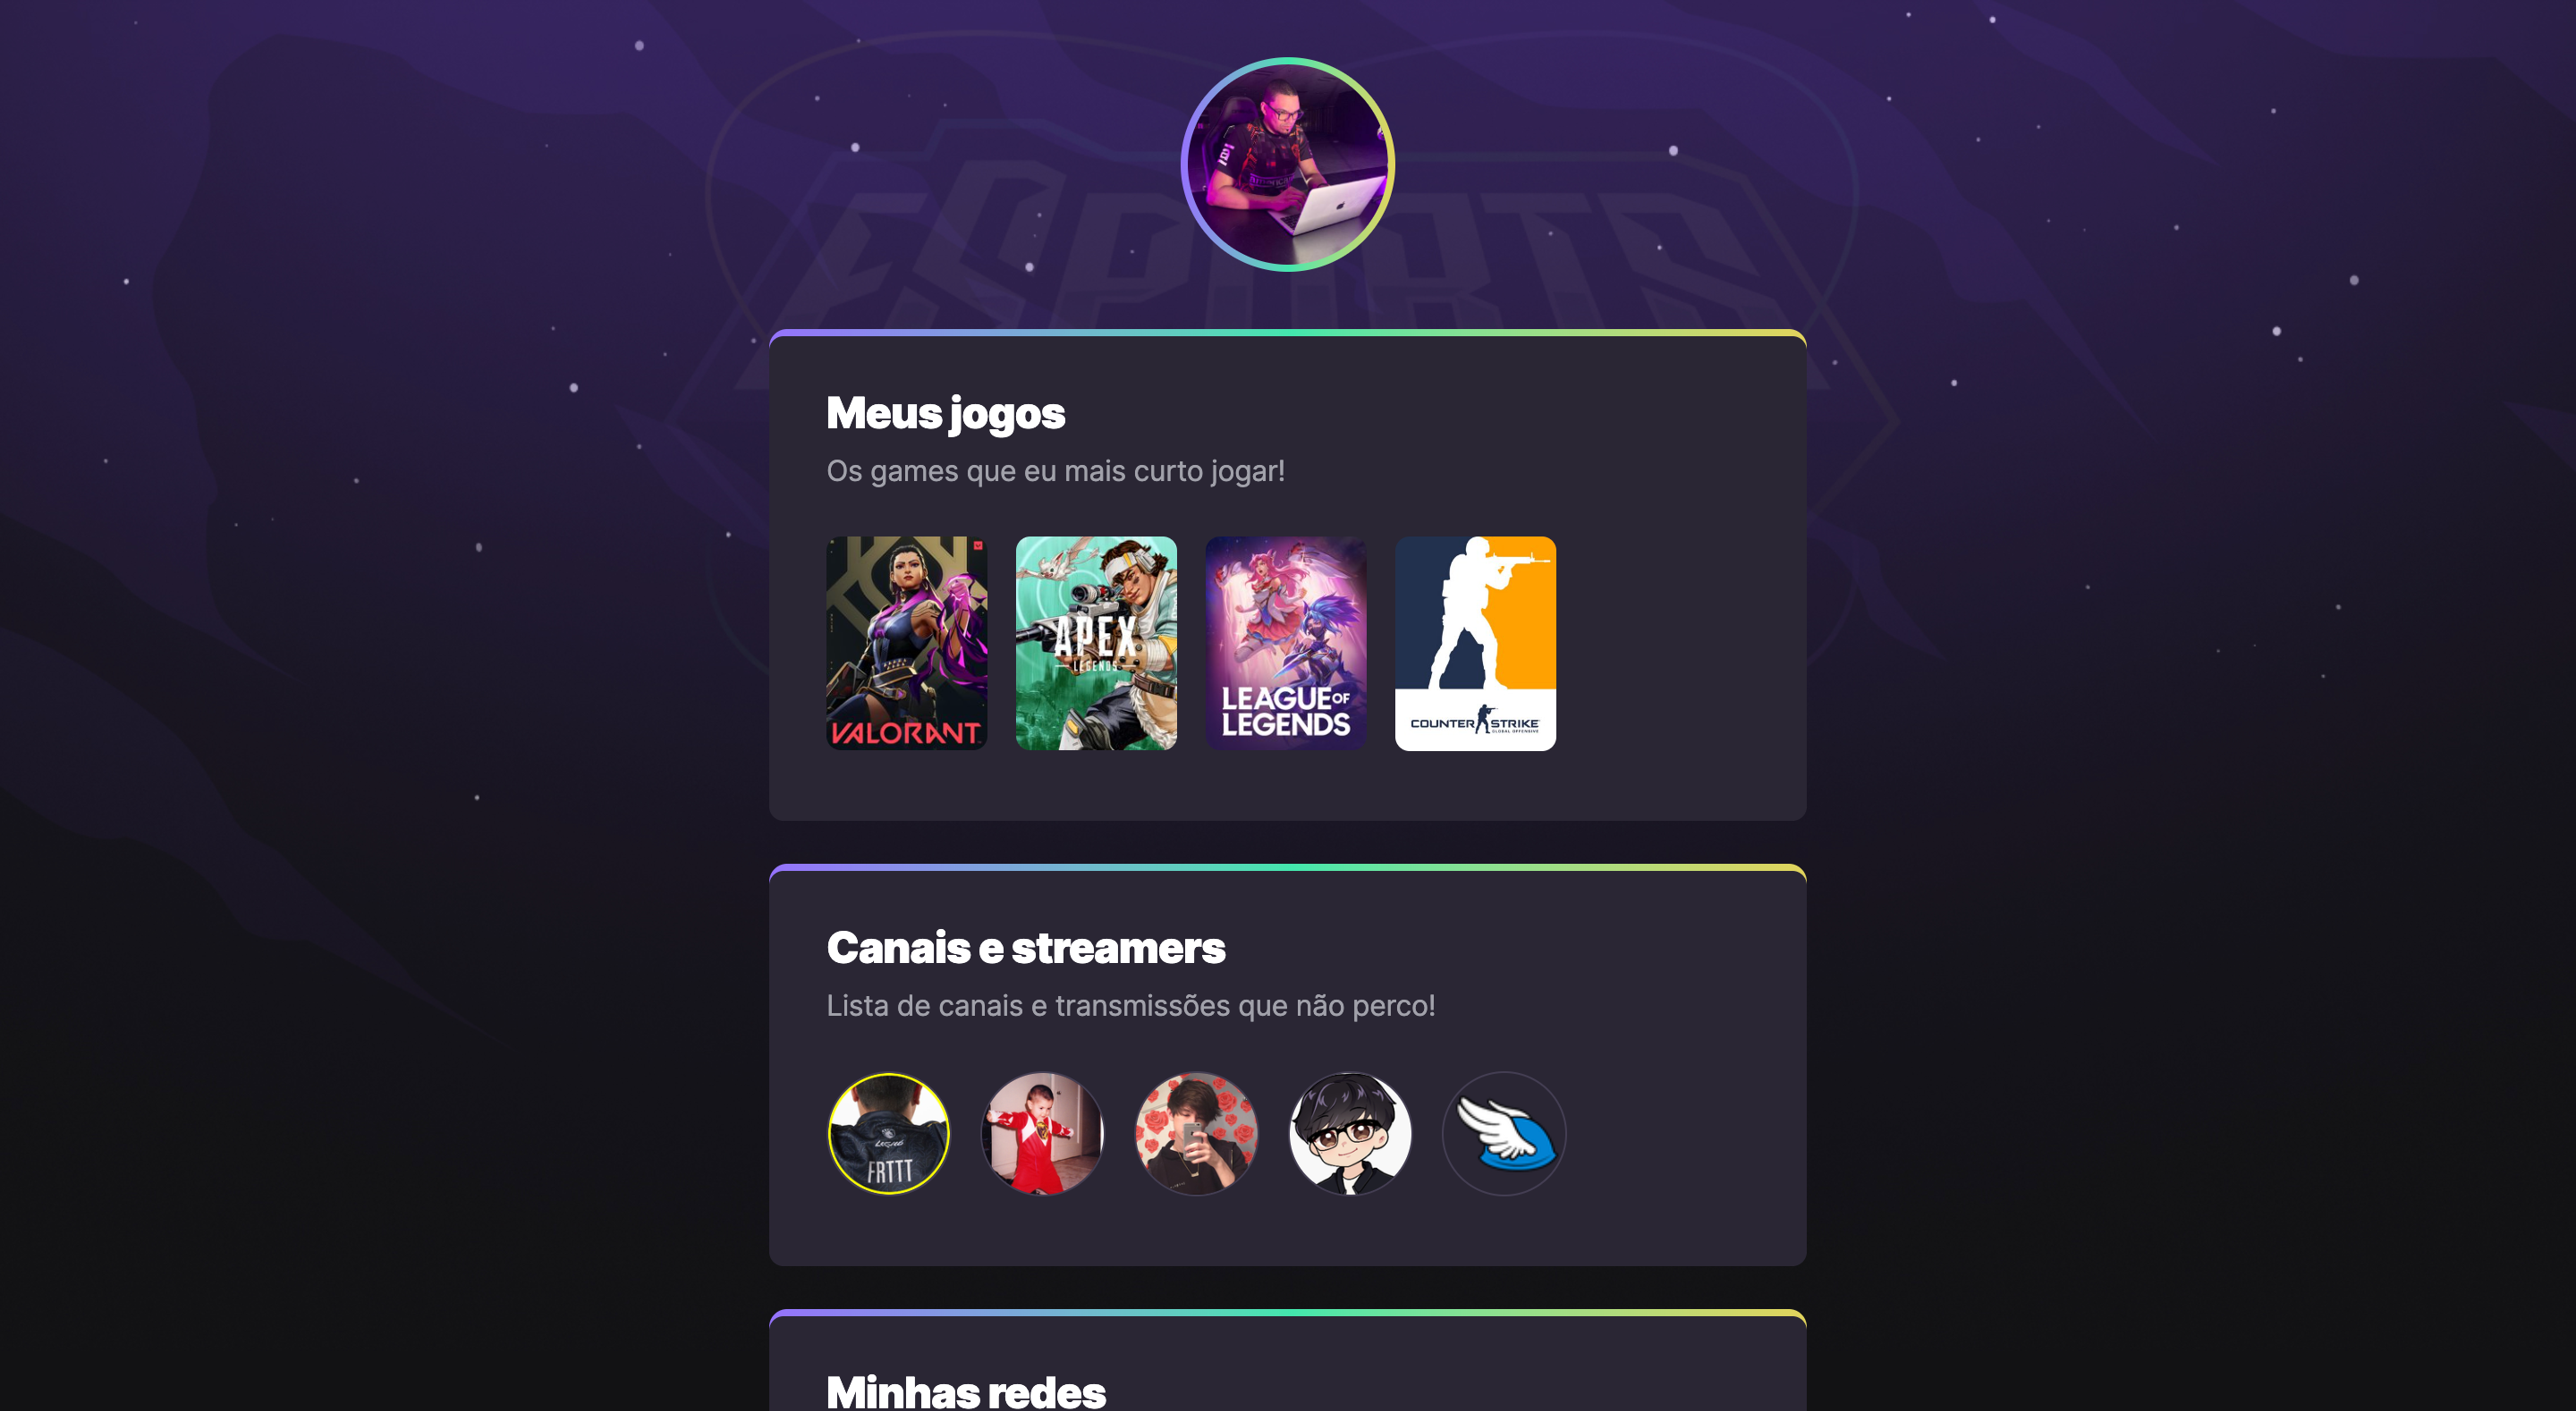 ESPORTS
Meus jogos
Os games que eu mais curto jogar!
VALORANT
APEX
LEGENDS
LEAGUE OF
LEGENDS
COUNTER STRIKE
GLOBAL OFFENSIVE
Canais e streamers
Lista de canais e transmissões que não perco!
FRTTT
Minhas redes